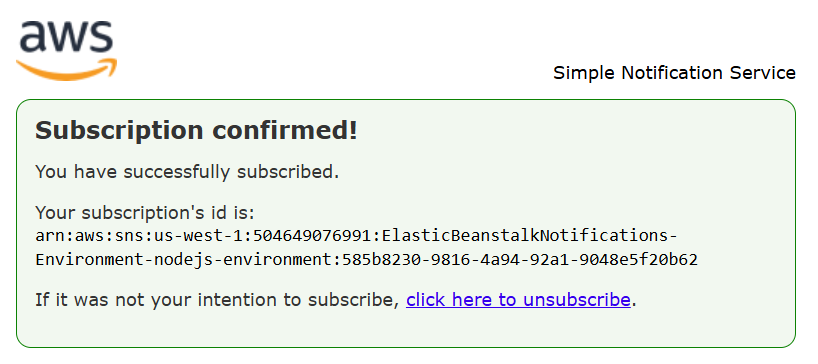 aws
Simple Notification Service
Subscription confirmed!
You have successfully subscribed.
Your subscription's id is:
arn:aws:sns:us-west-1:504649076991:ElasticBeanstalkNotifications-
Environment-nodejs-environment:585b8230-9816-4a94-92a1-9048e5f20b62
If it was not your intention to subscribe, click here to unsubscribe.